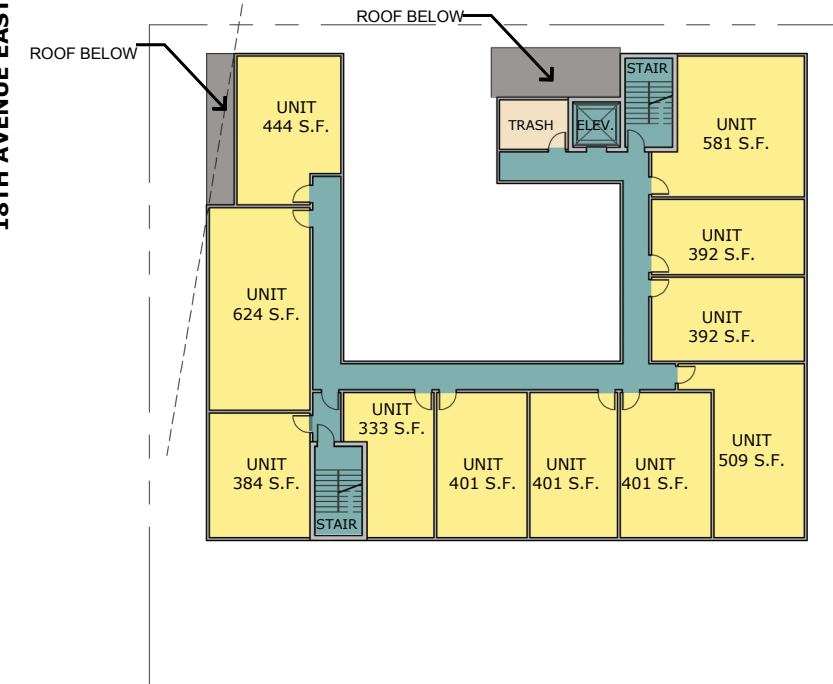 18TH AVENUE EAST
ROOF BELOW
ROOF BELOW
STAIR
UNIT
444 S.F.
TRASH
ELEV.
UNIT
581 S.F.
UNIT
392 S.F.
UNIT
624 S.F.
UNIT
392 S.F.
UNIT
333 S.F.
UNIT
509 S.F.
UNIT
384 S.F.
UNIT
401 S.F.
UNIT
401 S.F.
UNIT
401 S.F.
STAIR